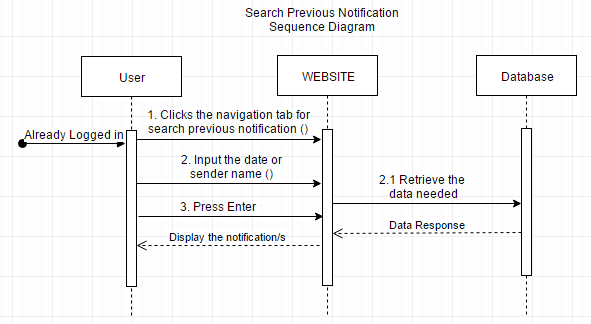 Search Previous Notification
Sequence Diagram
User
WEBSITE
Database
1. Clicks the navigation tab for
search previous notification ()
Already Logged in
2. Input the date or
sender name ()
2.1 Retrieve the
data needed
3. Press Enter
Data Response
Display the notification/s